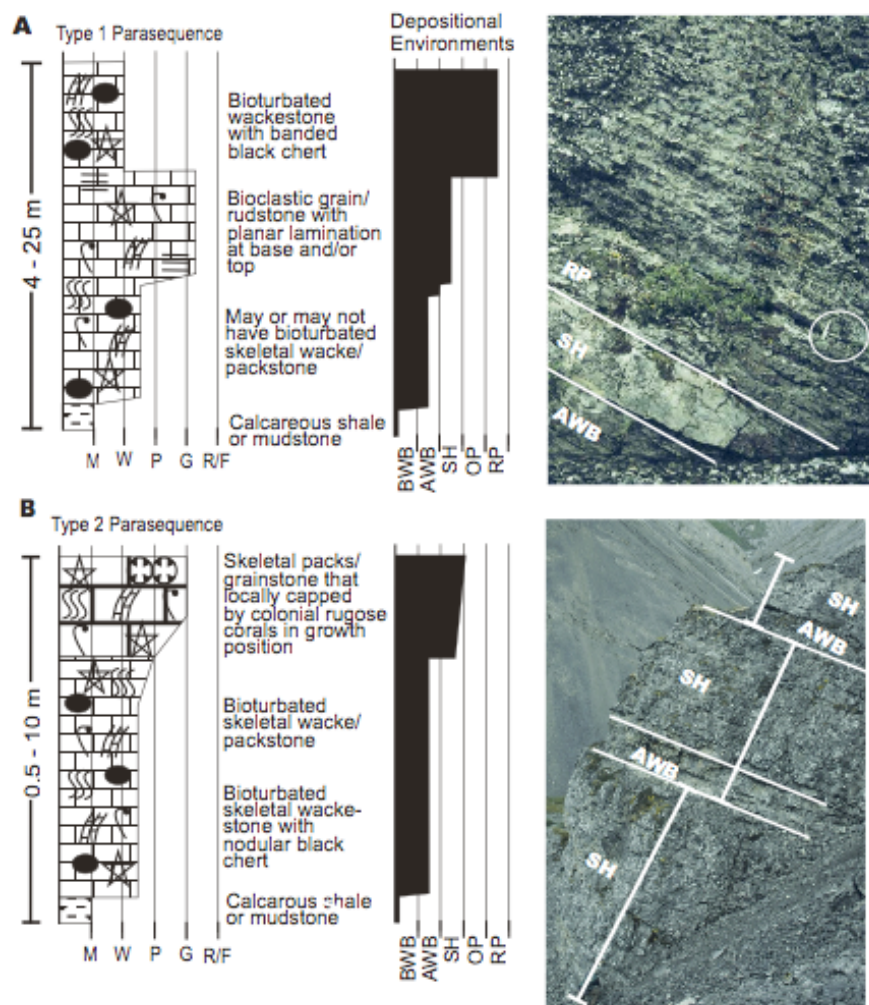 A
Type 1 Parasequence
Depositional
Environments
4 - 25 m
Bioturbated
wackestone
with banded
black chert
Bioclastic grain/
rudstone with
planar lamination
at base and/or
top
May or may not
have bioturbated
skeletal wacke/
packstone
Calcareous shale
or mudstone
M W P G R/F
BWB AWB SH OP RP
RP
SH
AWB
B
Type 2 Parasequence
0.5 - 10 m
Skeletal packs/
grainstone that
locally capped
by colonial rugose
corals in growth
position
Bioturbated
skeletal wacke/
packstone
Bioturbated
skeletal wacke-
stone with
nodular black
chert
Calcarous shale
or mudstone
M W P G R/F
BWB AWB SH OP RP
SH
AWB
SH
AWB
SH